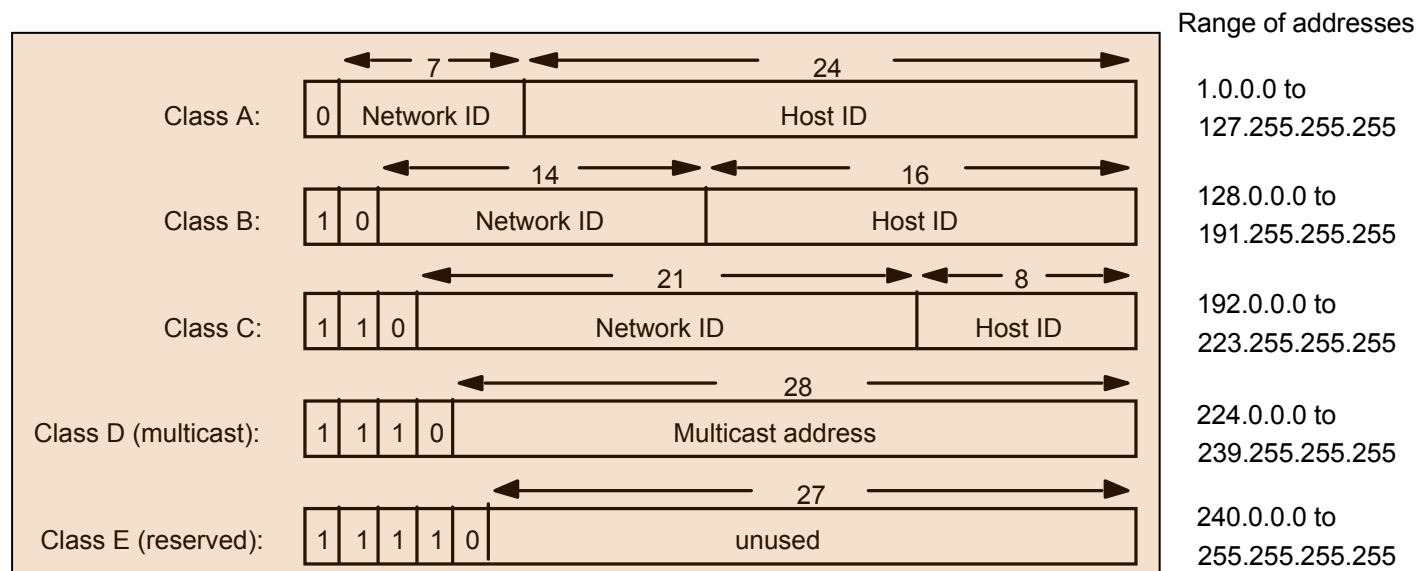 Range of addresses
7 24
Class A: 0 Network ID Host ID 1.0.0.0 to
127.255.255.255
14 16
Class B: 1 0 Network ID Host ID 128.0.0.0 to
191.255.255.255
21 8
Class C: 1 1 0 Network ID Host ID 192.0.0.0 to
223.255.255.255
28
Class D (multicast): 1 1 1 0 Multicast address 224.0.0.0 to
239.255.255.255
27
Class E (reserved): 1 1 1 1 0 unused 240.0.0.0 to
255.255.255.255